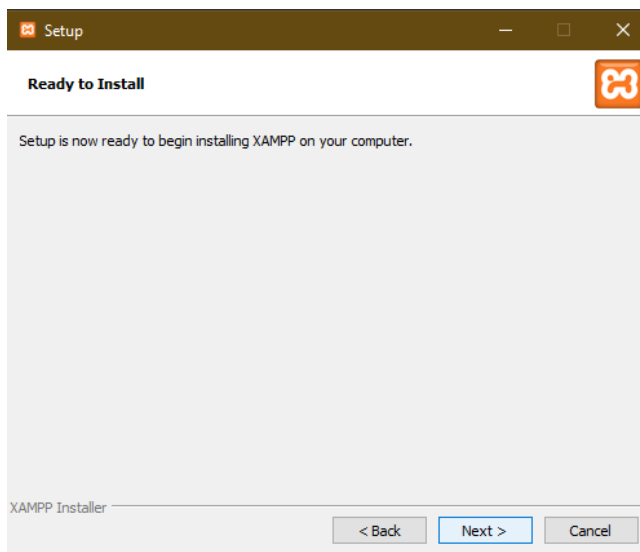 Setup
Ready to Install
Setup is now ready to begin installing XAMPP on your computer.
XAMPP Installer
< Back
Next >
Cancel